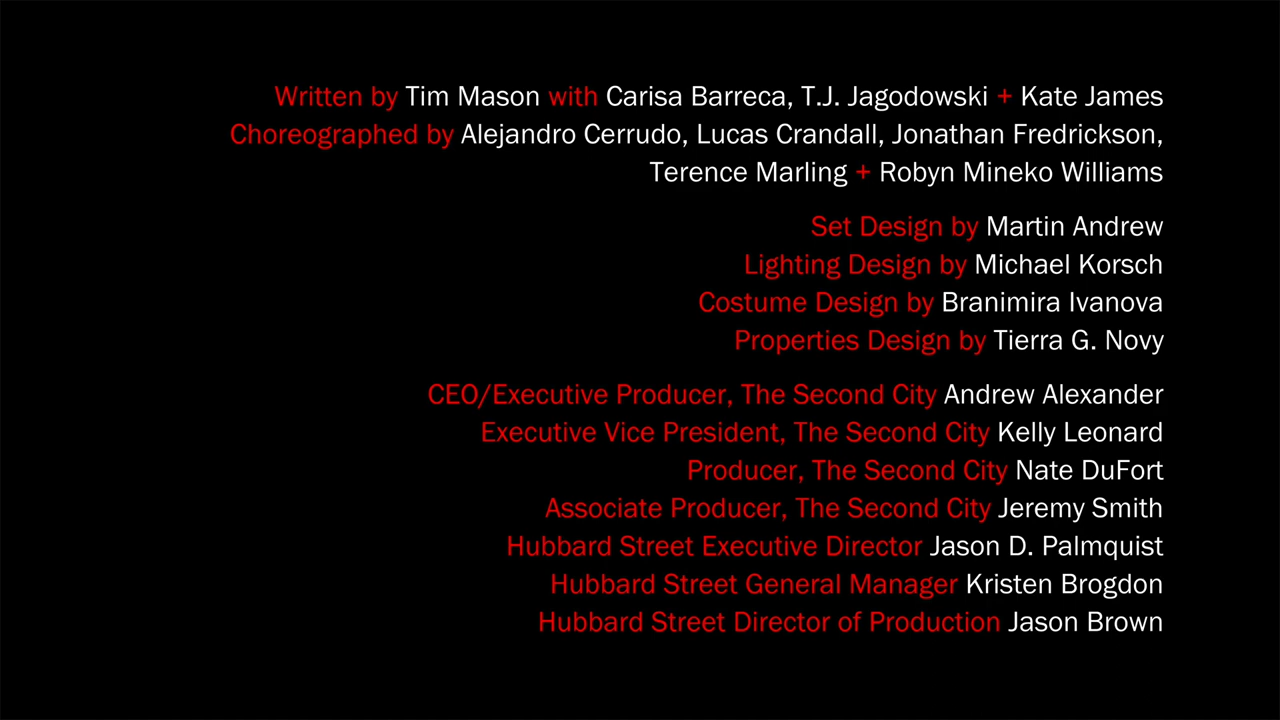 Written by Tim Mason with Carisa Barreca, T.J. Jagodowski + Kate James
Choreographed by Alejandro Cerrudo, Lucas Crandall, Jonathan Fredrickson,
Terence Marling + Robyn Mineko Williams
Set Design by Martin Andrew
Lighting Design by Michael Korsch
Costume Design by Branimira Ivanova
Properties Design by Tierra G. Novy
CEO/Executive Producer, The Second City Andrew Alexander
Executive Vice President, The Second City Kelly Leonard
Producer, The Second City Nate DuFort
Associate Producer, The Second City Jeremy Smith
Hubbard Street Executive Director Jason D. Palmquist
Hubbard Street General Manager Kristen Brogdon
Hubbard Street Director of Production Jason Brown